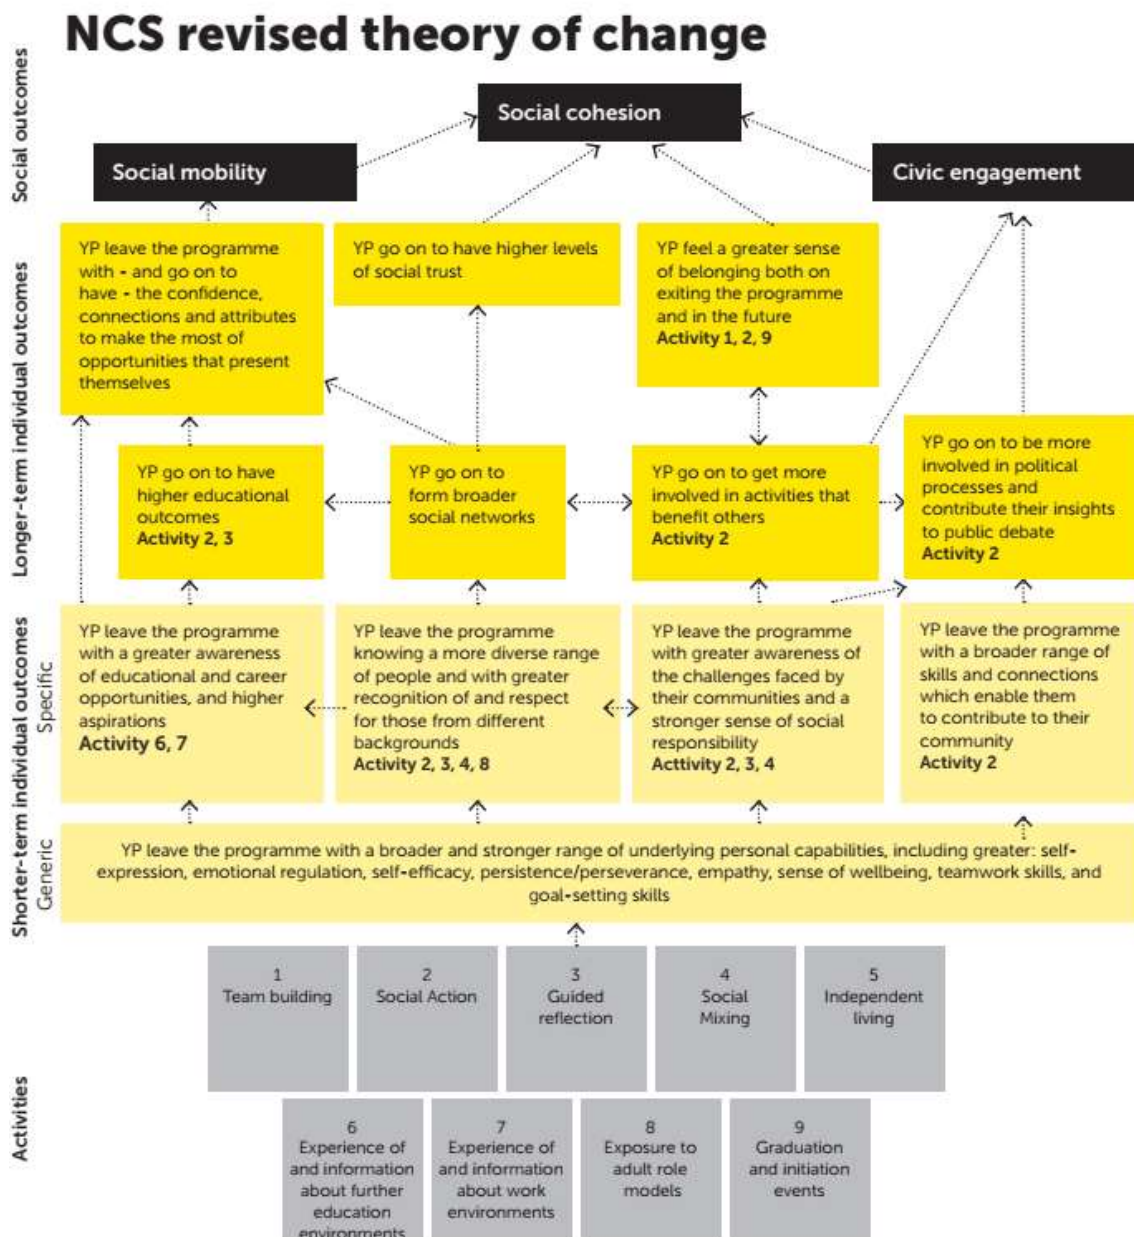 NCS revised theory of change
Social outcomes
Social cohesion
Social mobility
Civic engagement
Longer-term individual outcomes
YP leave the programme
with - and go on to
have - the confidence,
connections and attributes
to make the most of
opportunities that present
themselves
YP go on to have higher levels
of social trust
YP feel a greater sense
of belonging both on
exiting the programme
and in the future
Activity 1, 2, 9
YP go on to have
higher educational
outcomes
Activity 2, 3
YP go on to
form broader
social networks
YP go on to get more
involved in activities that
benefit others
Activity 2
YP go on to be more
involved in political
processes and
contribute their insights
to public debate
Activity 2
Shorter-term individual outcomes
Specific
YP leave the programme
with a greater awareness
of educational and career
opportunities, and higher
aspirations
Activity 6, 7
YP leave the programme
knowing a more diverse range
of people and with greater
recognition of and respect
for those from different
backgrounds
Activity 2, 3, 4, 8
YP leave the programme
with greater awareness of
the challenges faced by
their communities and a
stronger sense of social
responsibility
Acttivity 2, 3, 4
YP leave the programme
with a broader range of
skills and connections
which enable them
to contribute to their
community
Activity 2
Generic
YP leave the programme with a broader and stronger range of underlying personal capabilities, including greater: self-
expression, emotional regulation, self-efficacy, persistence/perseverance, empathy, sense of wellbeing, teamwork skills, and
goal-setting skills
Activities
1
Team building
2
Social Action
3
Guided
reflection
4
Social
Mixing
5
Independent
living
6
Experience of
and information
about further
education
environments
7
Experience of
and information
about work
environments
8
Exposure to
adult role
models
9
Graduation
and initiation
events